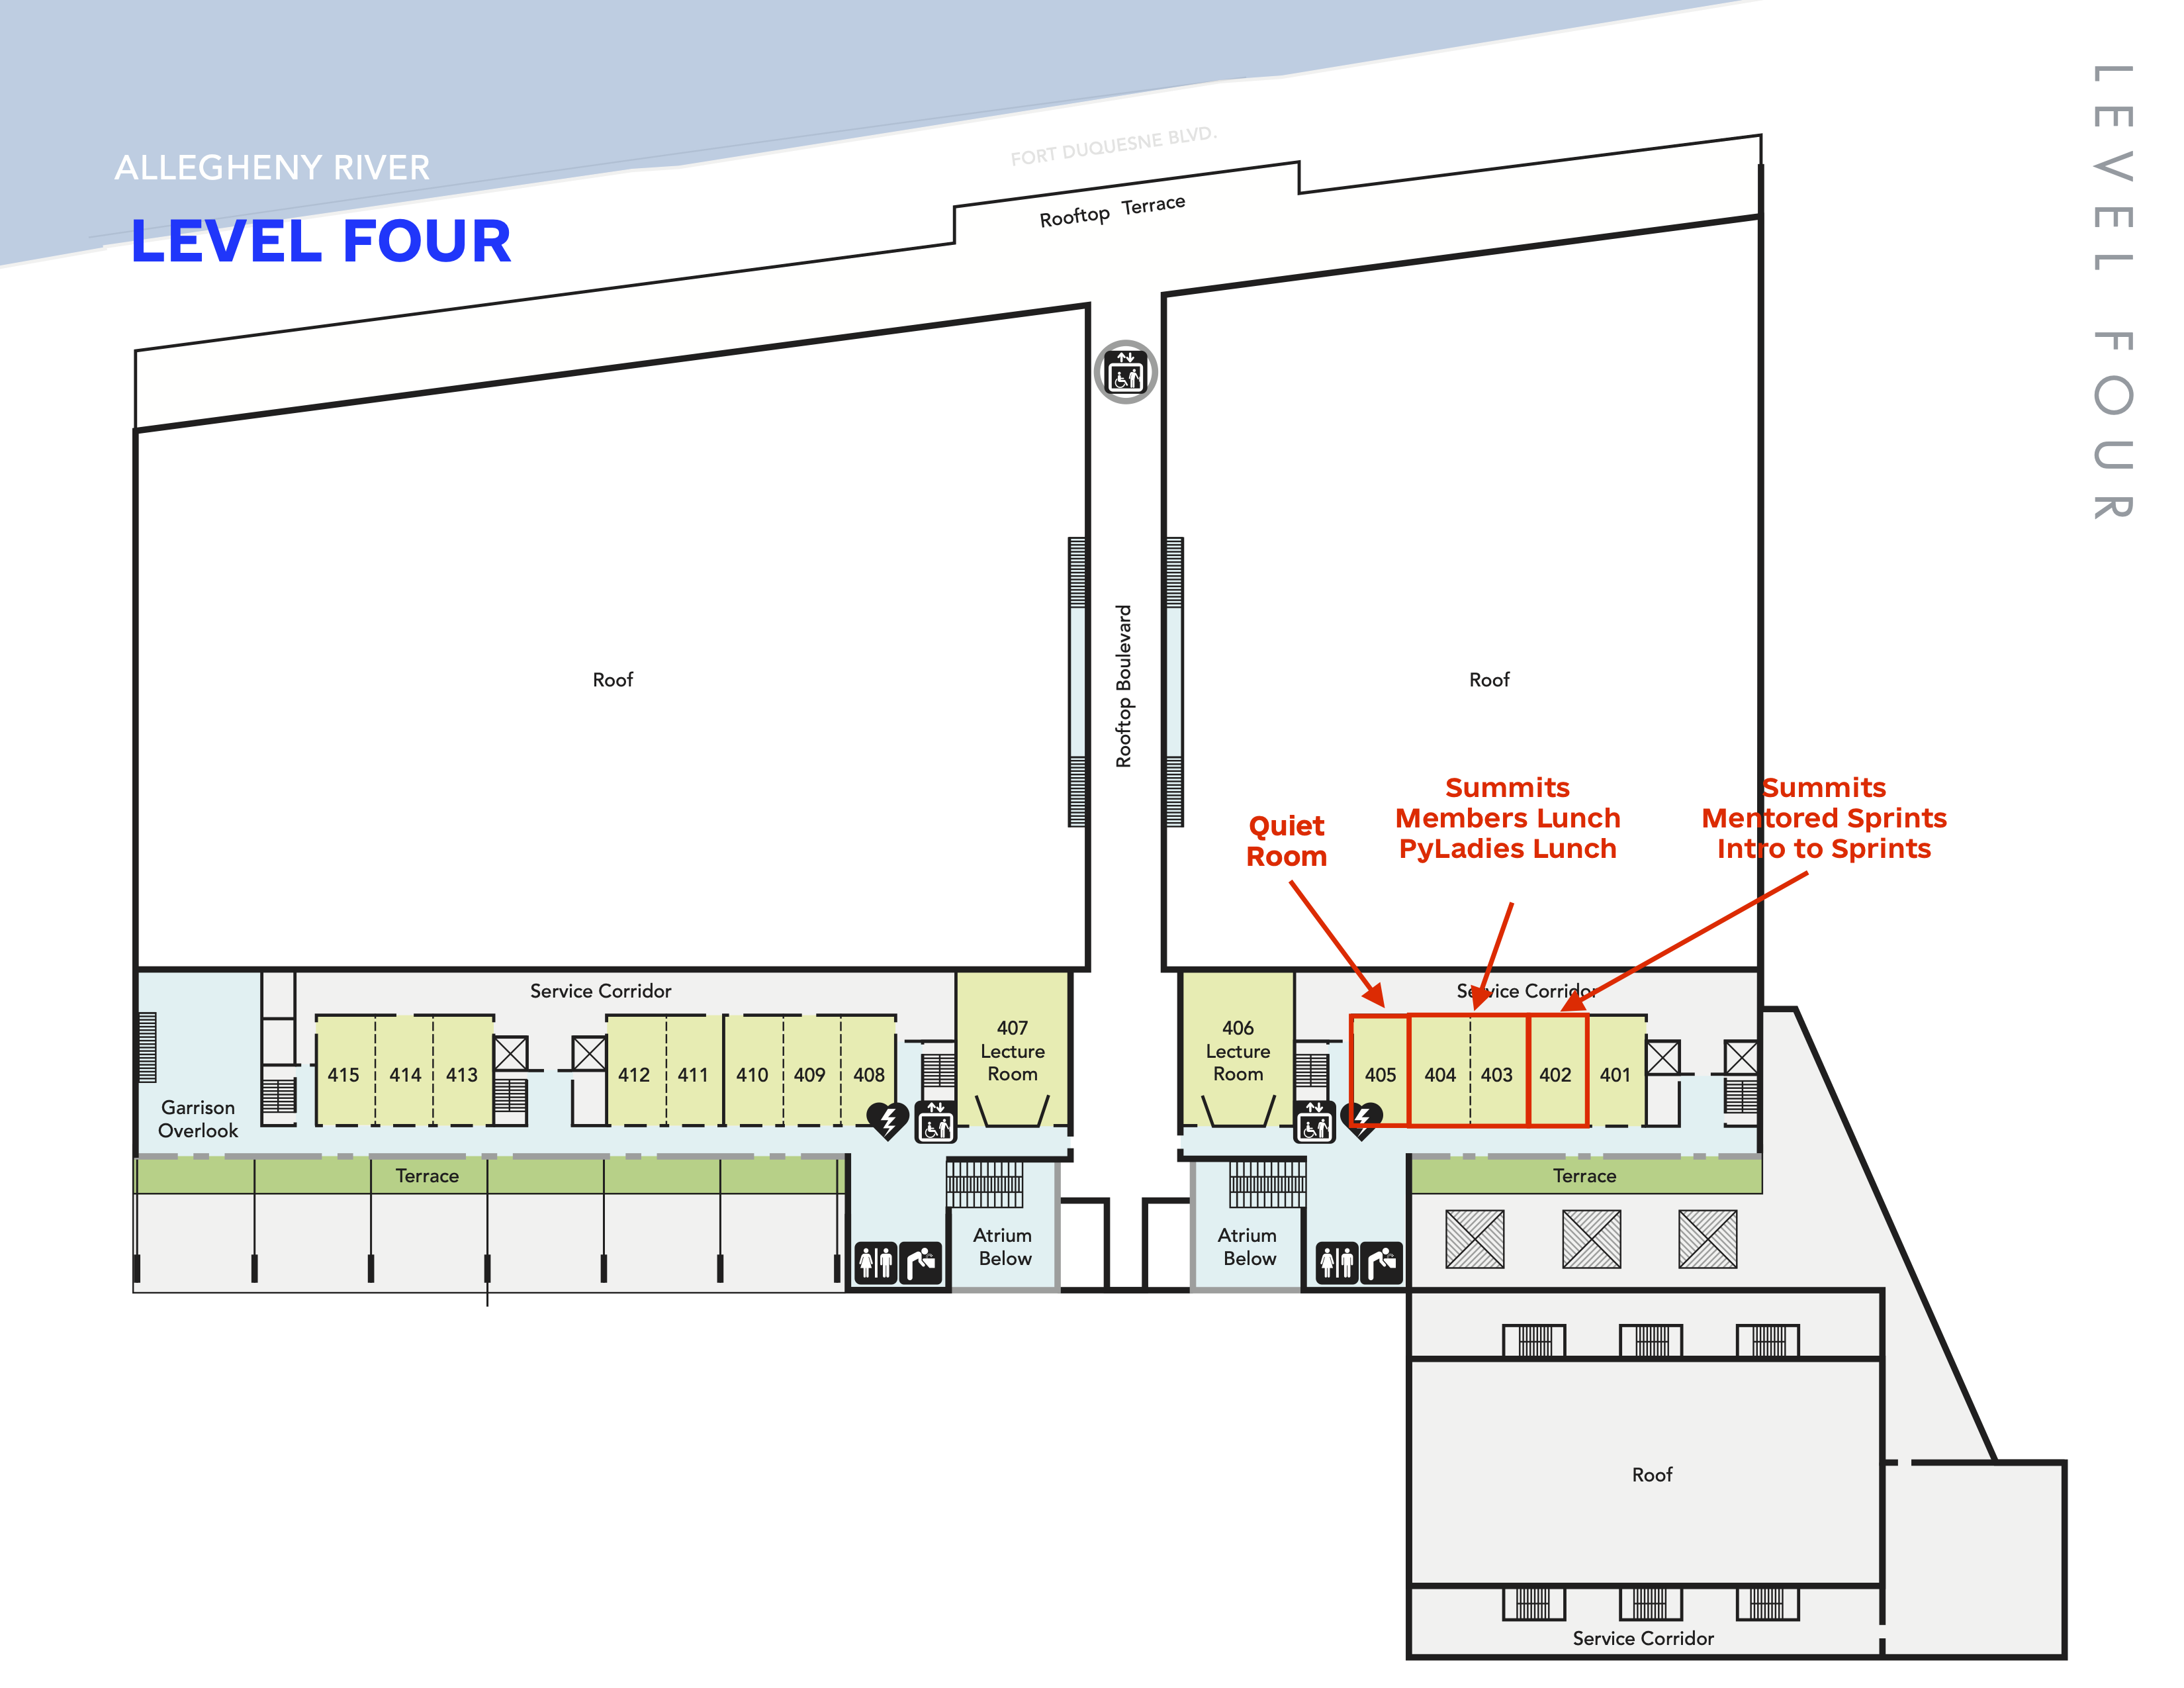 ALLEGHENY RIVER
LEVEL FOUR
LEVEL FOUR
FORT DUQUESNE BLVD.
Rooftop Terrace
Rooftop Boulevard
Roof
Roof
Quiet
Room
Summits
Members Lunch
PyLadies Lunch
Summits
Mentored Sprints
Intro to Sprints
Service Corridor
Service Corridor
415
414
413
412
411
410
409
408
407
Lecture
Room
406
Lecture
Room
405
404
403
402
401
Garrison
Overlook
Terrace
Terrace
Atrium
Below
Atrium
Below
Roof
Service Corridor